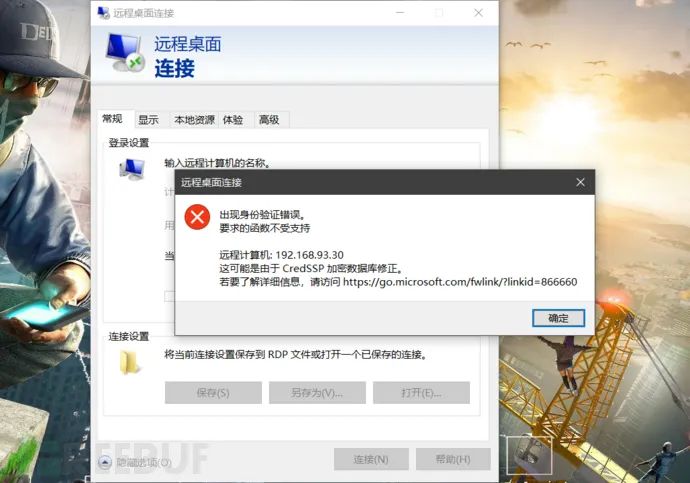 远程桌面连接
远程桌面
连接
常规 显示 本地资源 体验 高级
登录设置
输入远程计算机的名称。
远程桌面连接
出现身份验证错误。
要求的函数不受支持
远程计算机: 192.168.93.30
这可能是由于 CredSSP 加密数据库修正。
若要了解详细信息，请访问 https://go.microsoft.com/fwlink/?linkid=866660
确定
计
用
当
连接设置
将当前连接设置保存到 RDP 文件或打开一个已保存的连接。
保存(S) 另存为(V)... 打开(E)...
隐藏选项(O) 连接(N) 帮助(H)